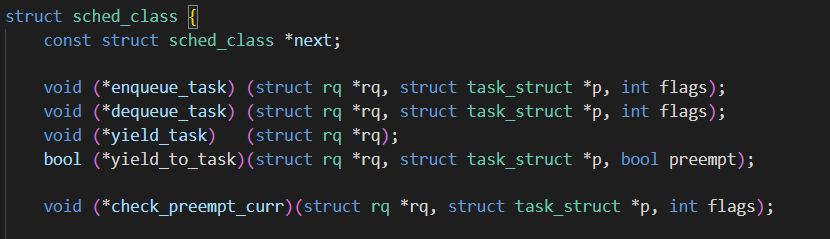 struct sched_class {
const struct sched_class *next;
void (*enqueue_task) (struct rq *rq, struct task_struct *p, int flags);
void (*dequeue_task) (struct rq *rq, struct task_struct *p, int flags);
void (*yield_task)   (struct rq *rq);
bool (*yield_to_task)(struct rq *rq, struct task_struct *p, bool preempt);
void (*check_preempt_curr)(struct rq *rq, struct task_struct *p, int flags);